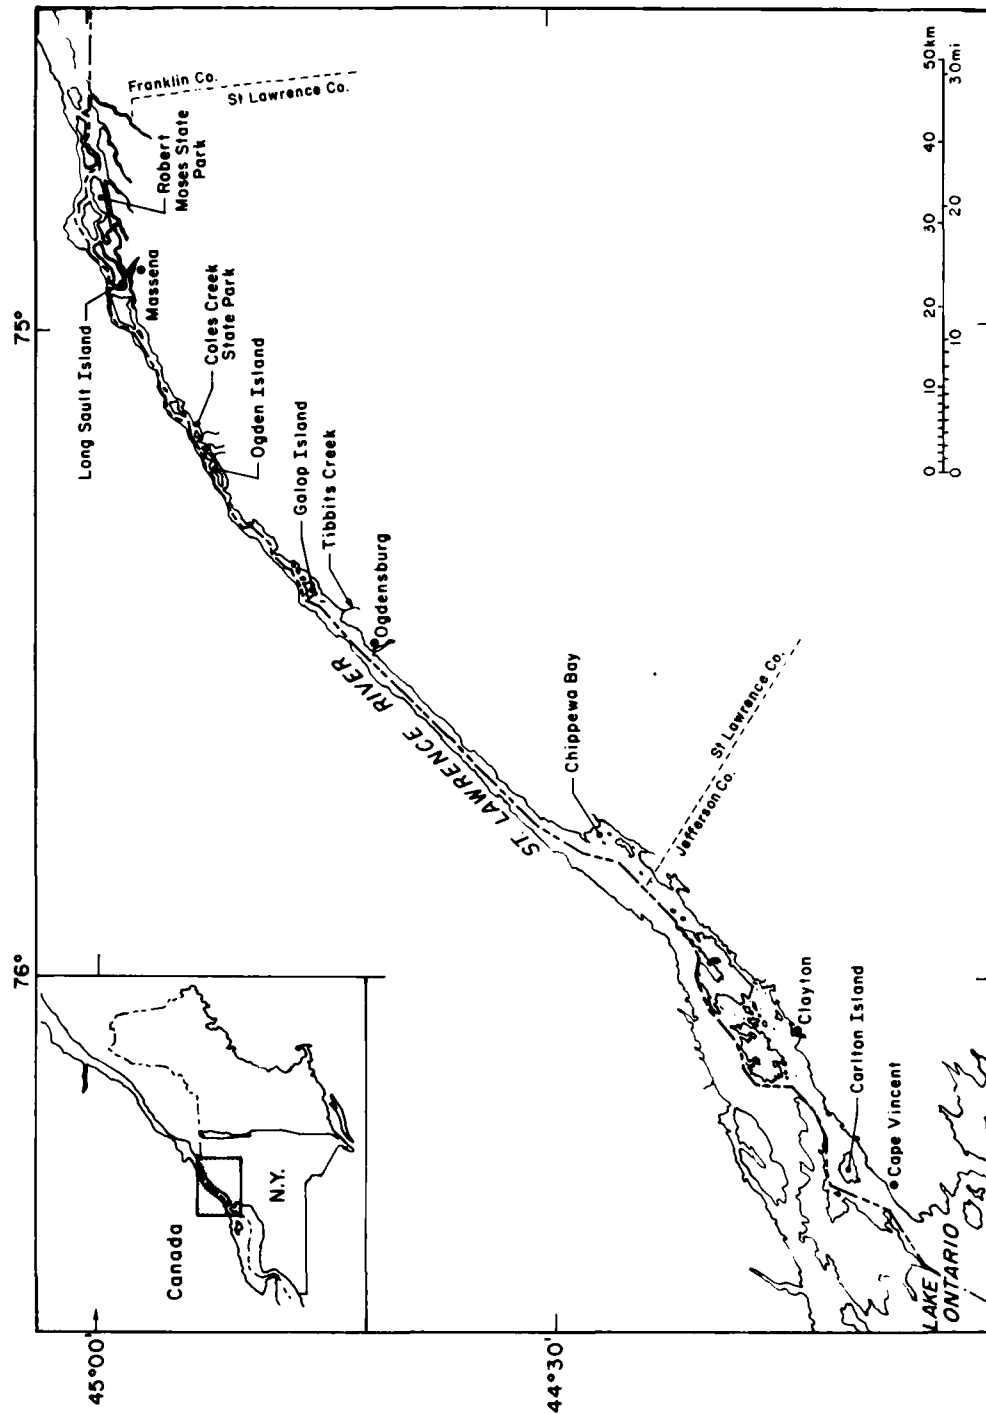 75°
76°
45°00
44°30'
Canada
N.Y.
Franklin Co.
St Lawrence Co.
Robert
Moses State
Park
Massena
Long Sault Island
Coles Creek
State Park
Ogden Island
Galop Island
Tibbits Creek
Ogdensburg
ST. LAWRENCE RIVER
Chippewa Bay
St Lawrence Co.
Jefferson Co.
Clayton
Carlton Island
Cape Vincent
LAKE
ONTARIO
0 10 20 30 40 50km
0 10 20 30mi